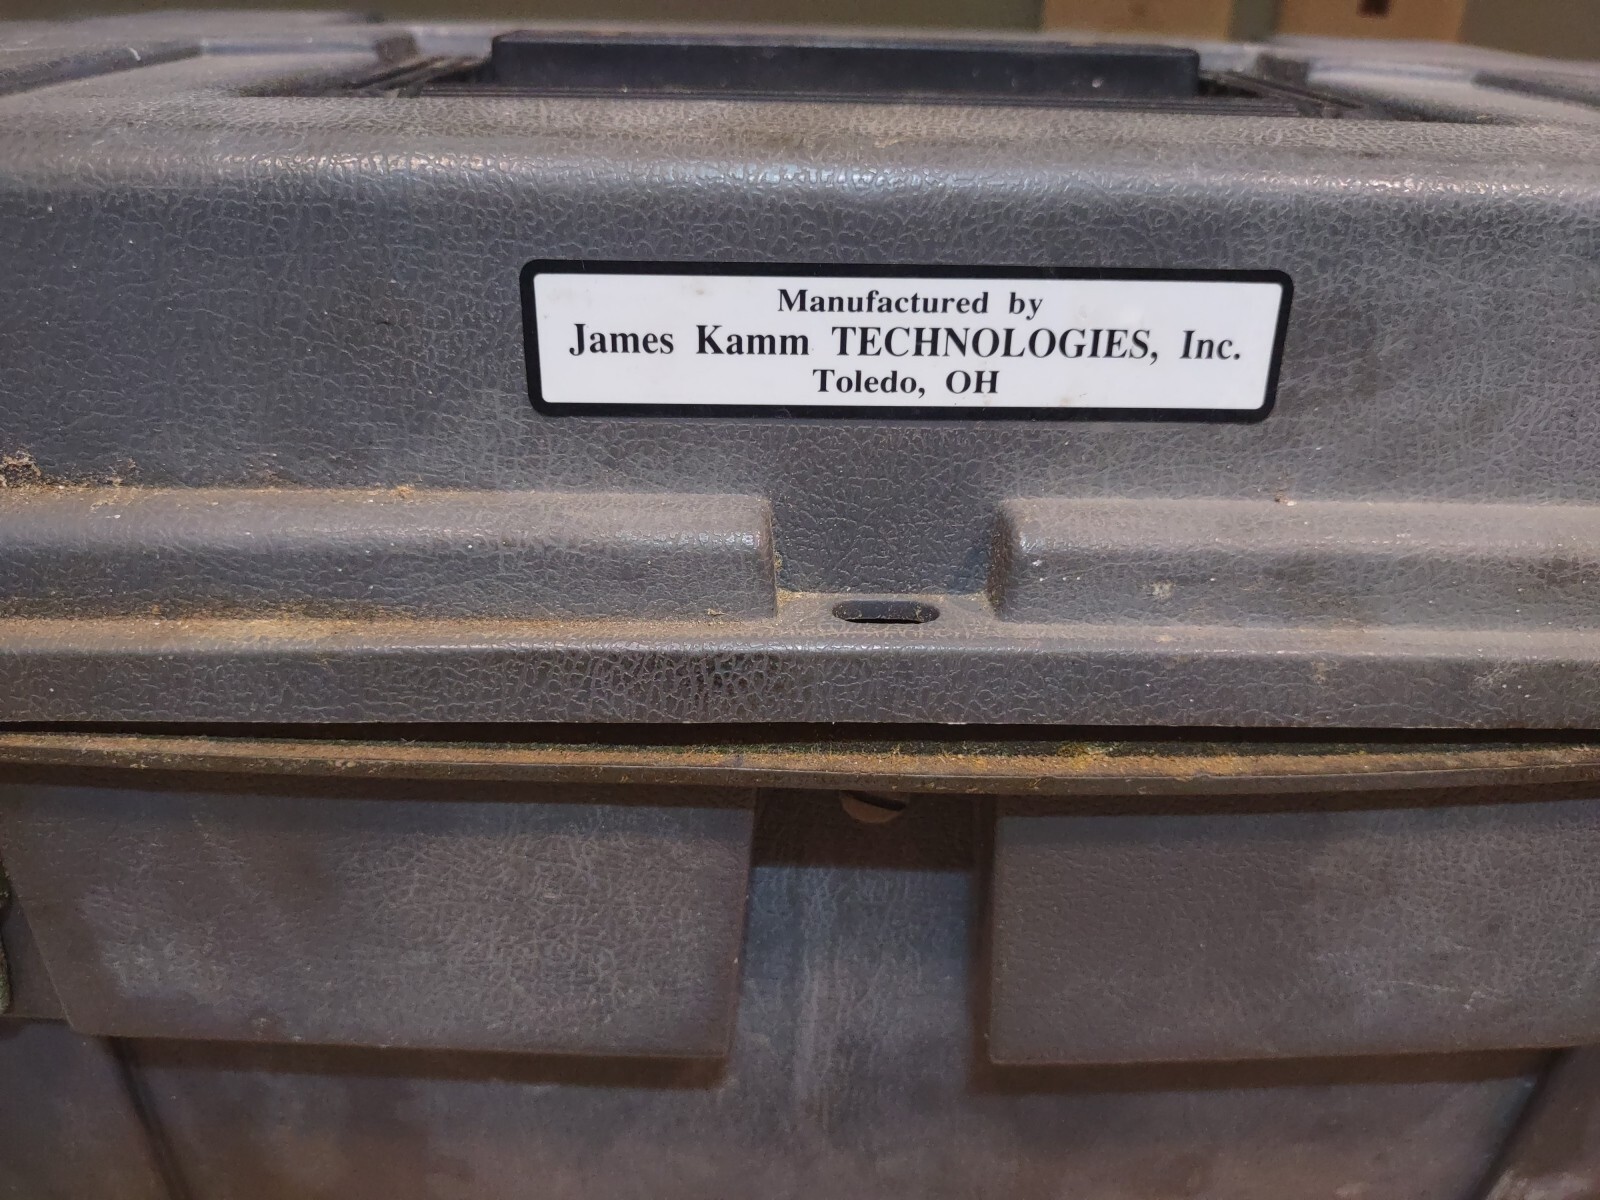 Manufactured by
James Kamm TECHNOLOGIES, Inc.
Toledo, OH